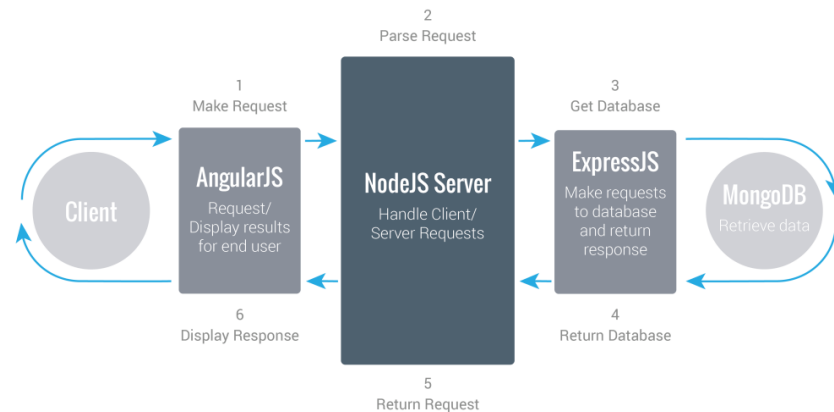 2
Parse Request
1
Make Request
3
Get Database
Client
AngularJS
Request/
Display results
for end user
NodeJS Server
Handle Client/
Server Requests
ExpressJS
Make requests
to database
and return
response
MongoDB
Retrieve data
6
Display Response
4
Return Database
5
Return Request